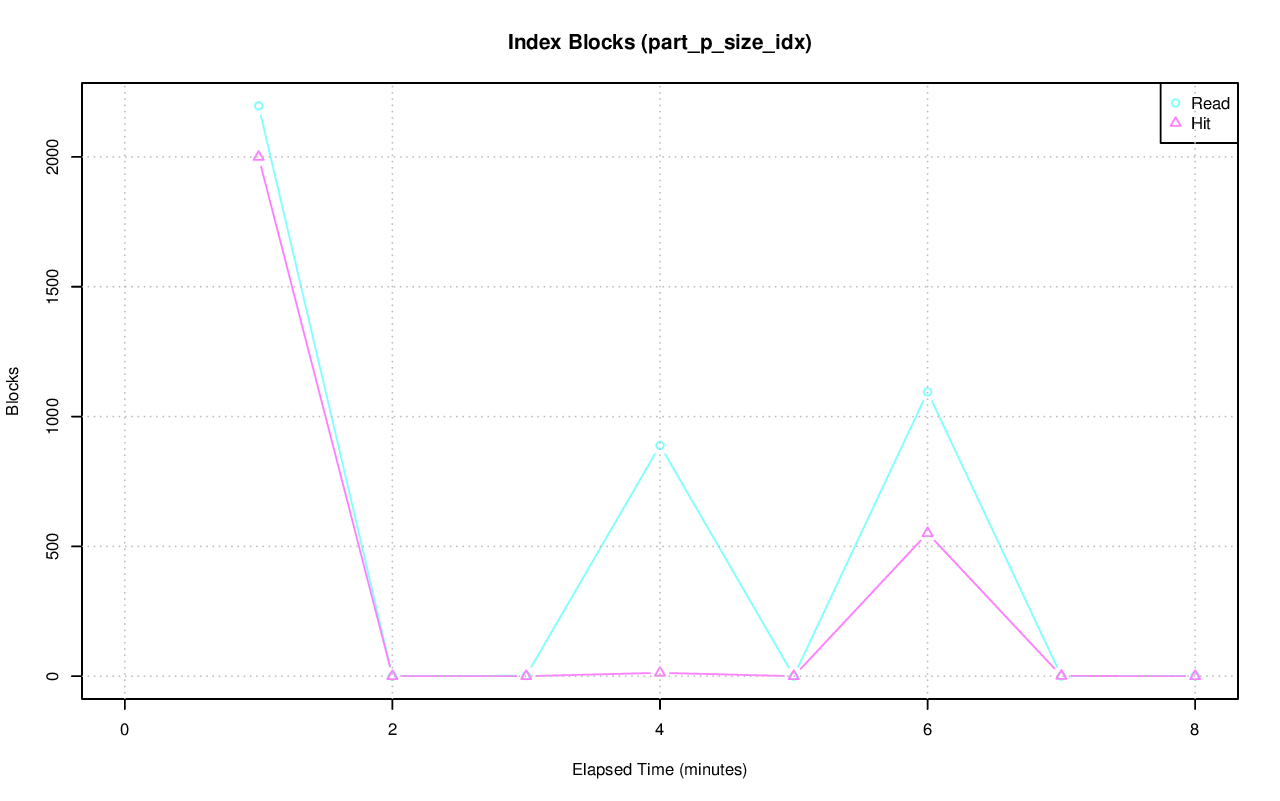 Index Blocks (part_p_size_idx)
Read
Hit
Blocks
2000
1500
1000
500
0
0 2 4 6 8
Elapsed Time (minutes)